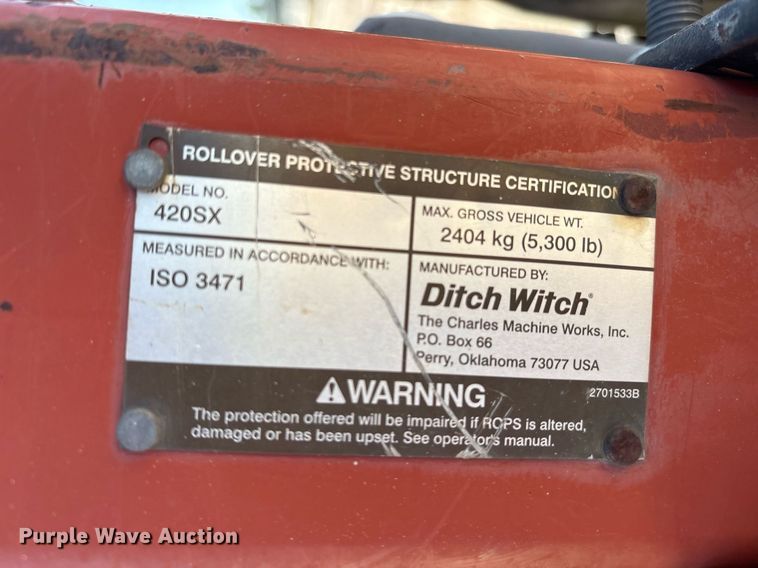 ROLLOVER PROTECTIVE STRUCTURE CERTIFICATION
MODEL NO.
420SX
MAX. GROSS VEHICLE WT.
2404 kg (5,300 lb)
MEASURED IN ACCORDANCE WITH:
ISO 3471
MANUFACTURED BY:
Ditch Witch®
The Charles Machine Works, Inc.
P.O. Box 66
Perry, Oklahoma 73077 USA
⚠WARNING
2701533B
The protection offered will be impaired if ROPS is altered,
damaged or has been upset. See operator's manual.
Purple Wave Auction